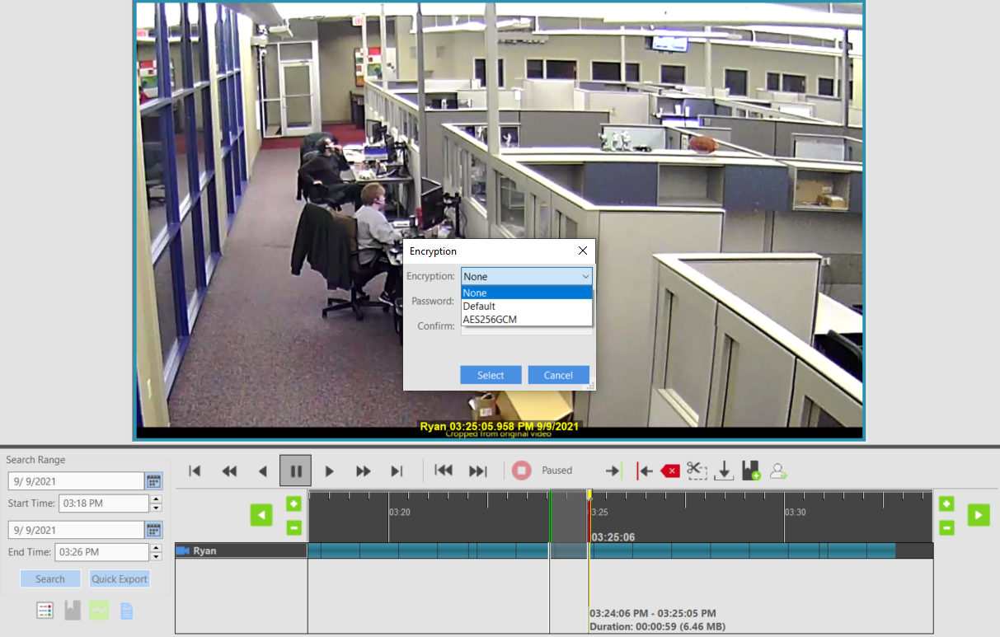 Encryption
Encryption: None
None
Password:
Default
AES256GCM
Confirm:
Select Cancel
Ryan 03:25:05.958 PM 9/9/2021
Cropped from original video
Search Range
9/ 9/2021
Start Time: 03:18 PM
9/ 9/2021
End Time: 03:26 PM
Search Quick Export
Paused
03:20 3:25 03:30
03:25:06
Ryan
03:24:06 PM - 03:25:05 PM
Duration: 00:00:59 (6.46 MB)